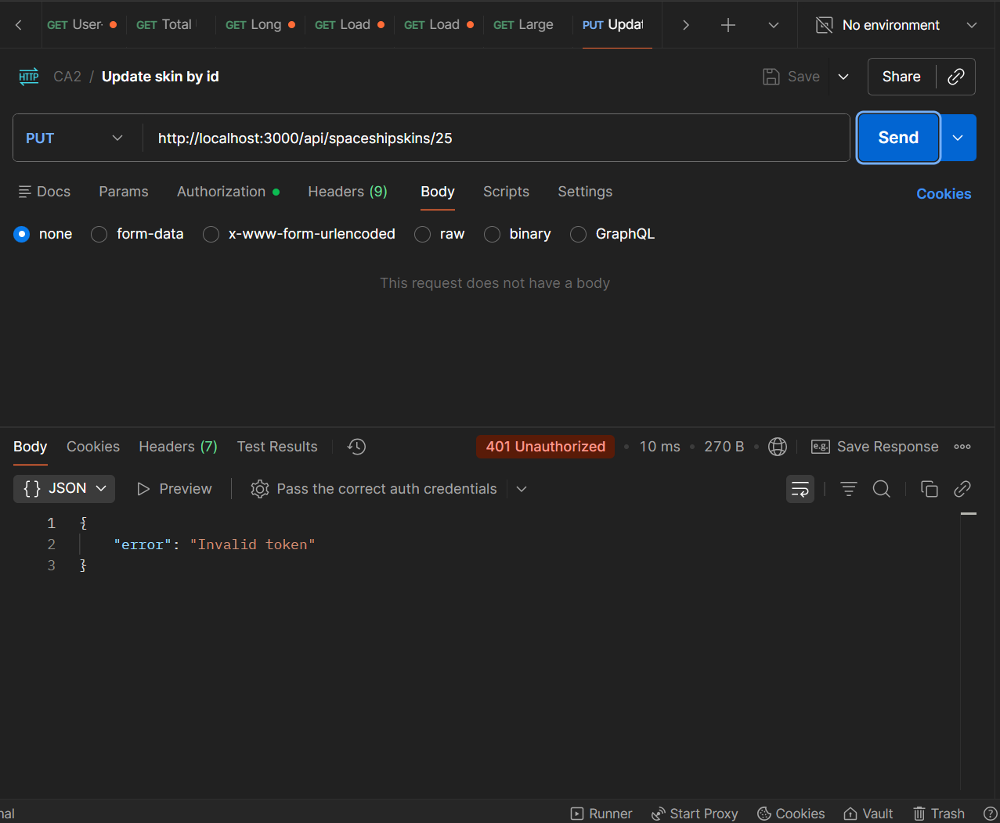 GET User- GET Total GET Long GET Load GET Load GET Large PUT Updat No environment
HTTP CA2 / Update skin by id Save Share
PUT http://localhost:3000/api/spaceshipskins/25 Send
Docs Params Authorization Headers (9) Body Scripts Settings Cookies
none form-data x-www-form-urlencoded raw binary GraphQL
This request does not have a body
Body Cookies Headers (7) Test Results 401 Unauthorized • 10 ms • 270 B • e.g. Save Response
{} JSON Preview Pass the correct auth credentials
1 {
2 "error": "Invalid token"
3 }
nal Runner Start Proxy Cookies Vault Trash